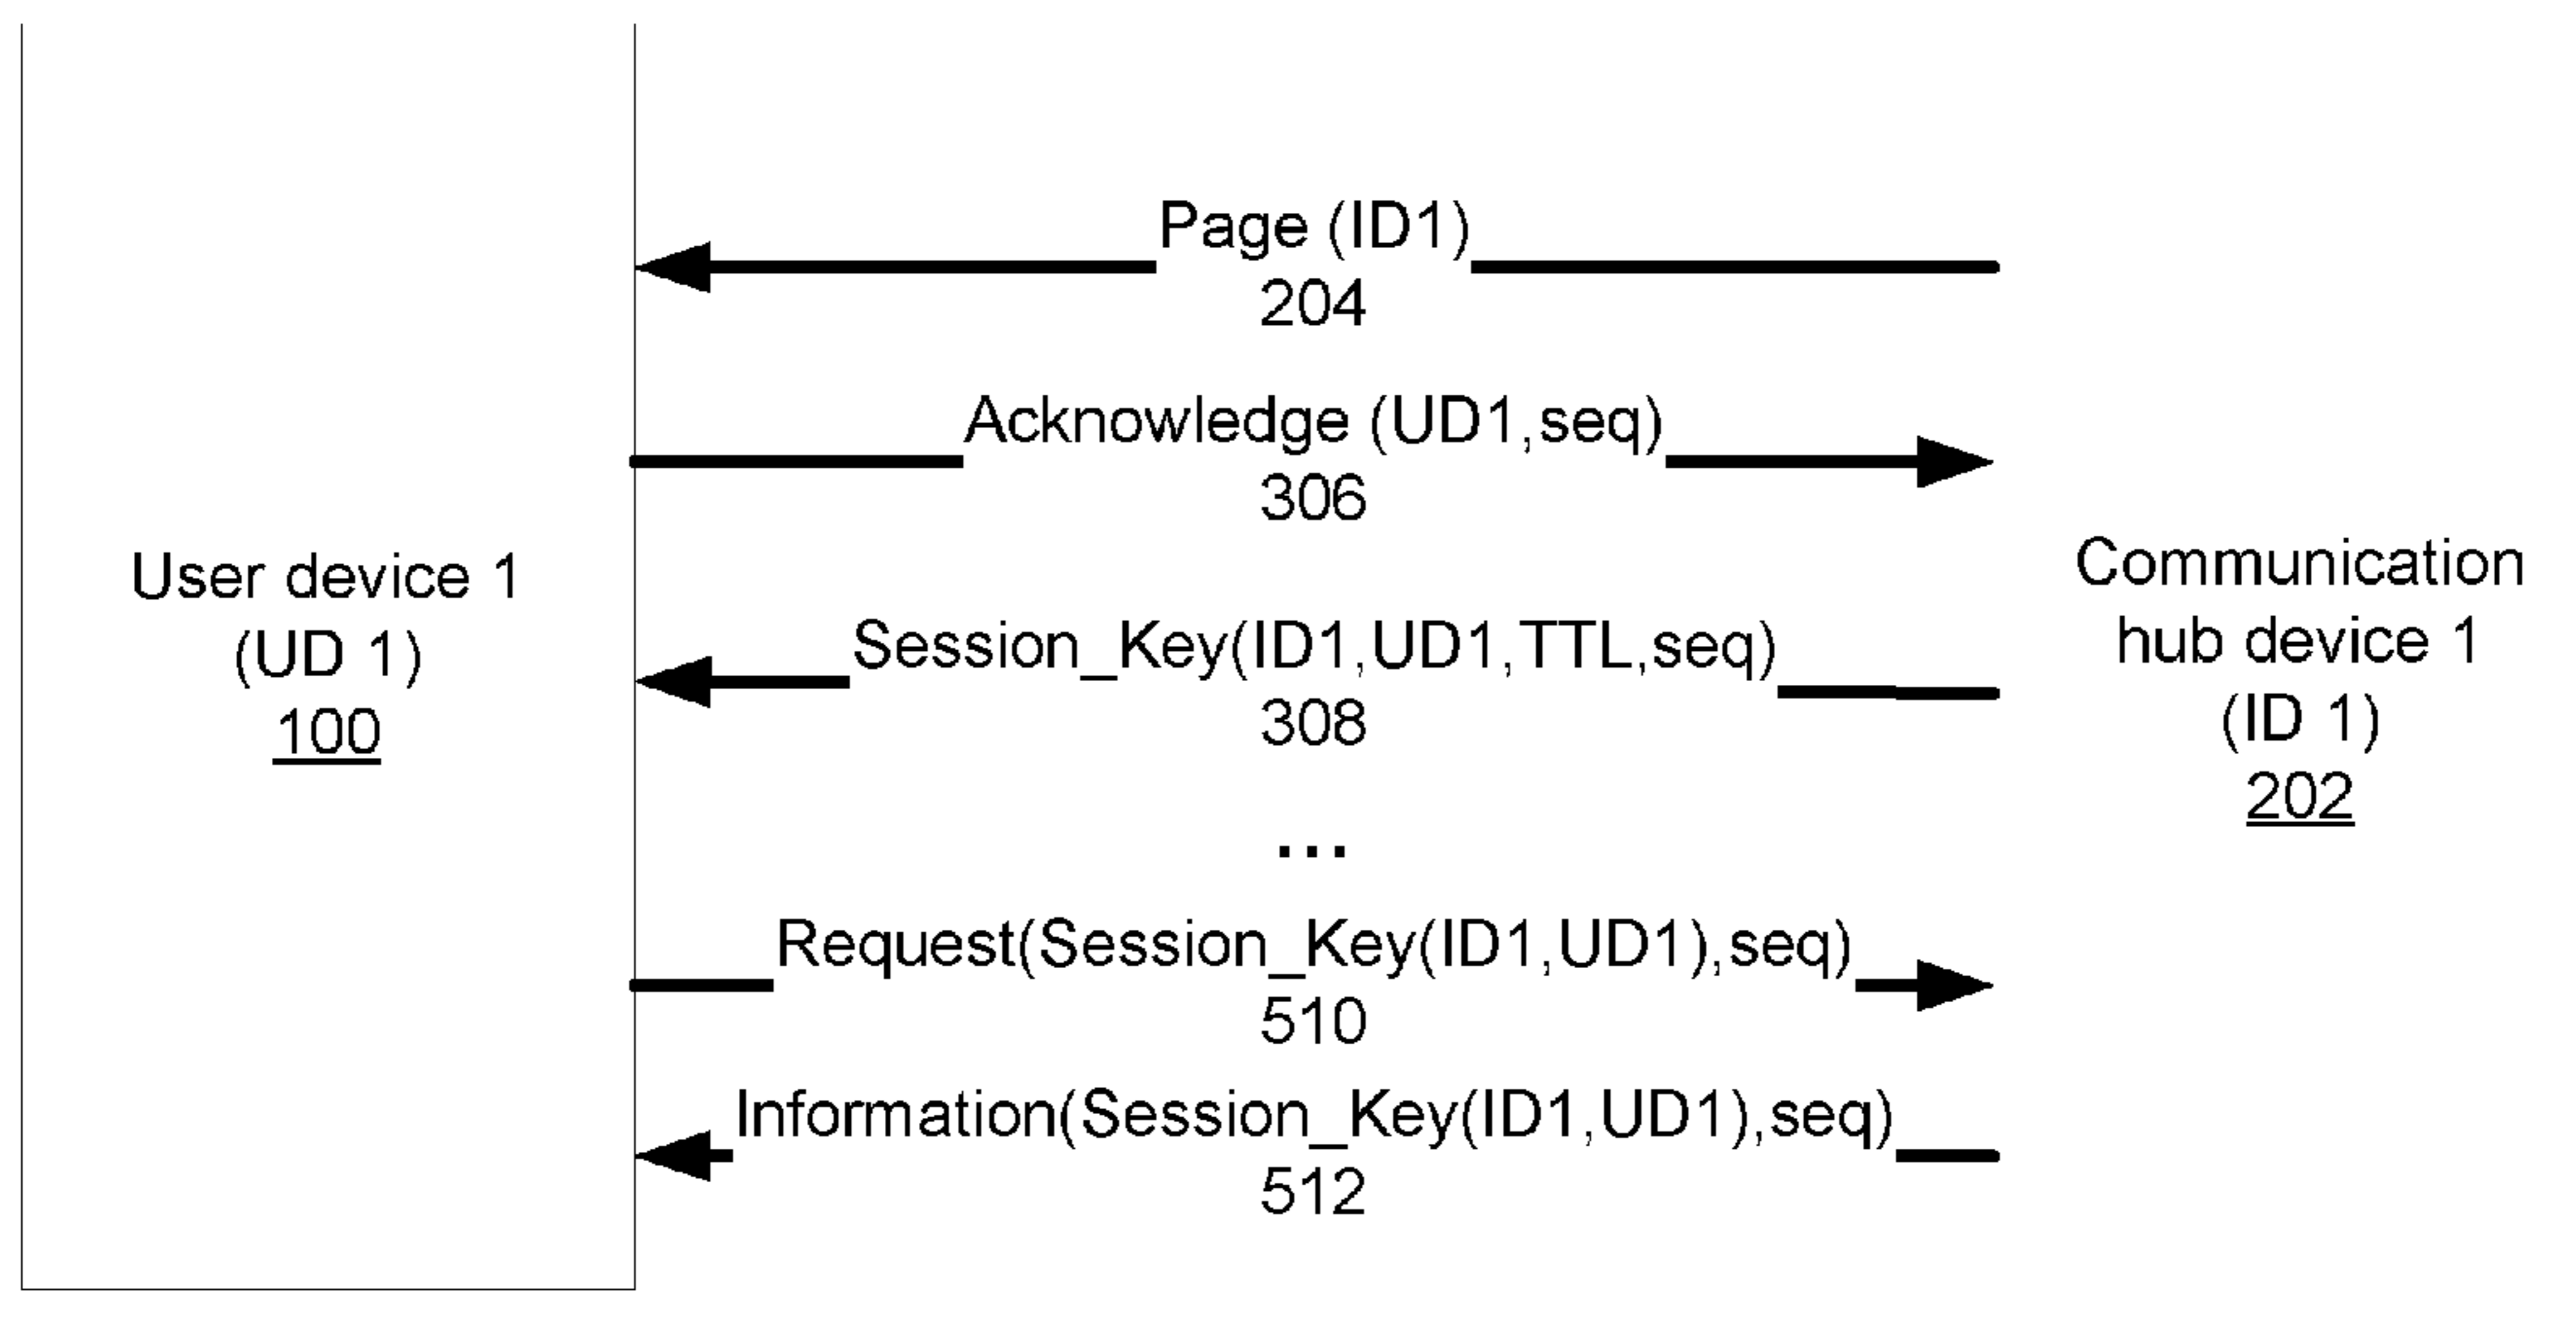 Page (ID1)
204
Acknowledge (UD1,seq)
306
User device 1
(UD 1)
100
Session_Key(ID1,UD1,TTL,seq)
308
Communication
hub device 1
(ID 1)
202
...
Request(Session_Key(ID1,UD1),seq)
510
Information(Session_Key(ID1,UD1),seq)
512